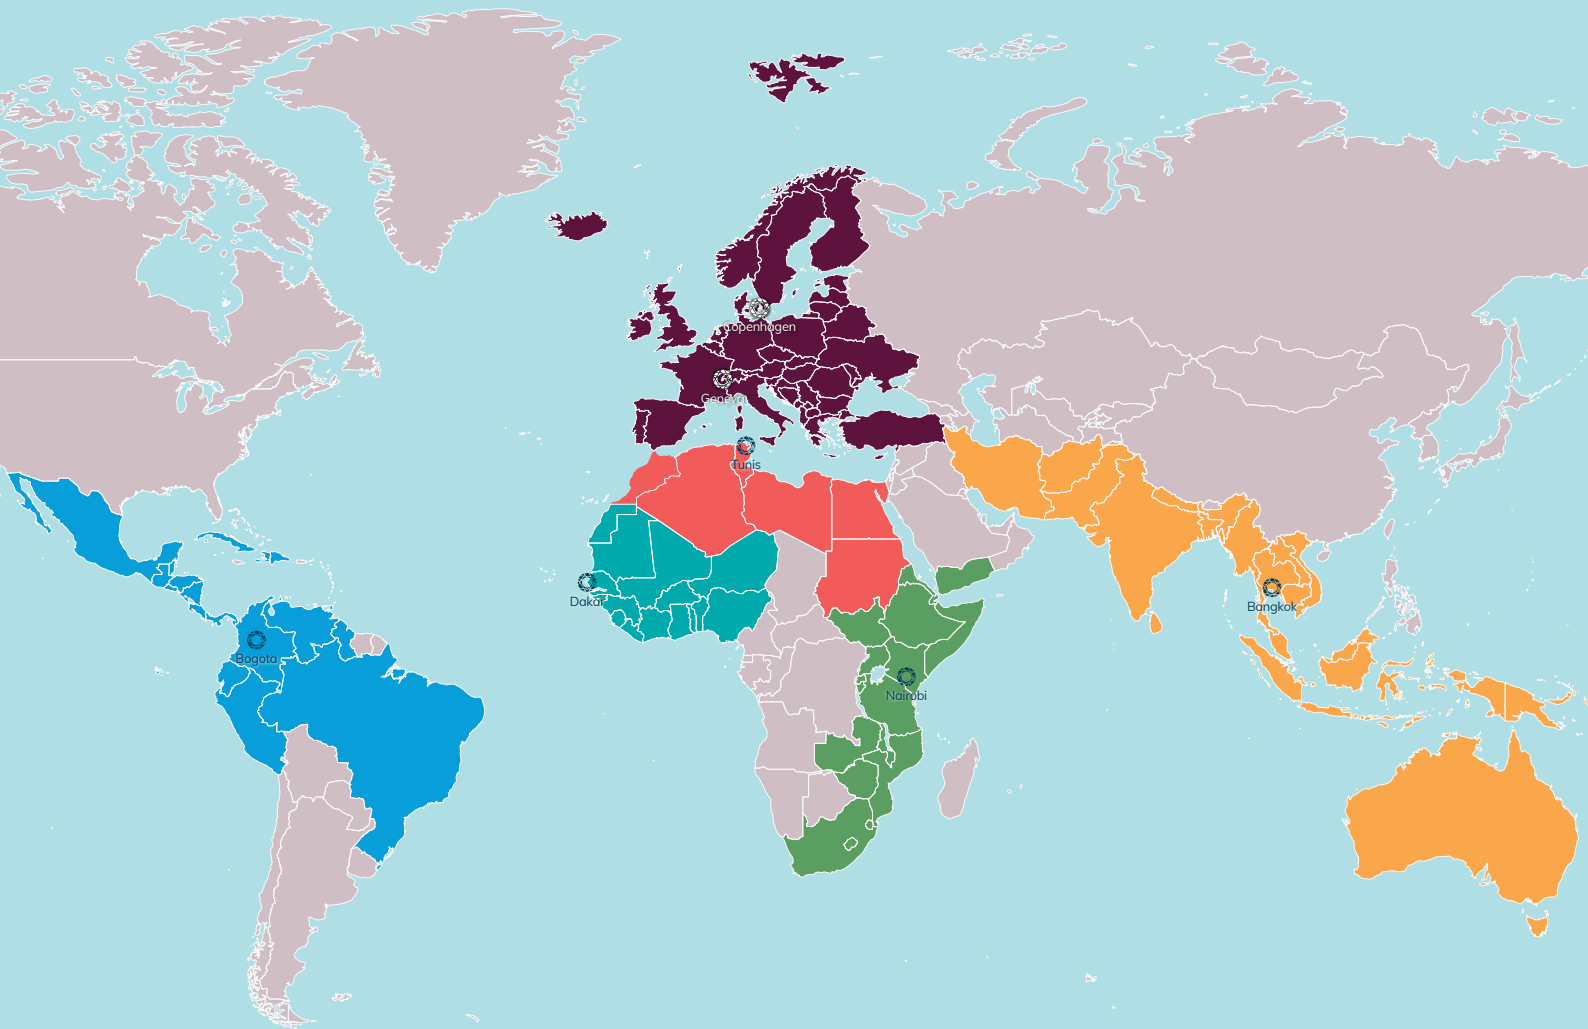 Copenhagen
Geneva
Tunis
Dakar
Bangkok
Bogota
Nairobi